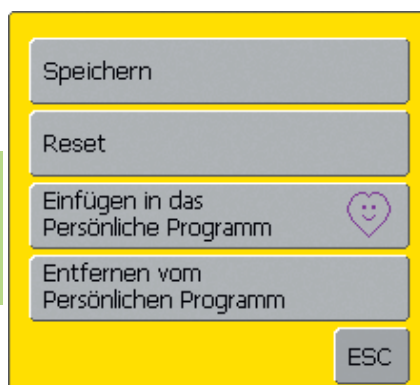 Speichern
Reset
Einfügen in das
Persönliche Programm
Entfernen vom
Persönlichen Programm
ESC